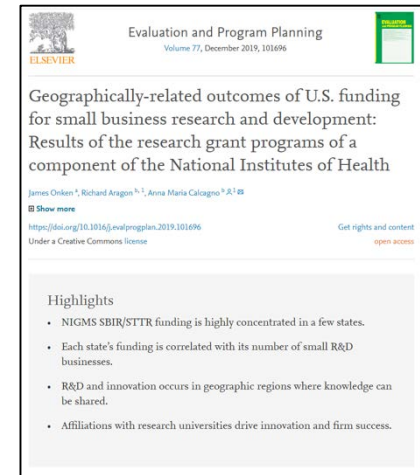 Evaluation and Program Planning
Volume 77, December 2019, 101696
ELSEVIER
Geographically-related outcomes of U.S. funding
for small business research and development:
Results of the research grant programs of a
component of the National Institutes of Health
James Onken a, Richard Aragon b, 1, Anna Maria Calcagno b
Show more
https://doi.org/10.1016/j.evalprogplan.2019.101696
Get rights and content
Under a Creative Commons license
open access
Highlights
• NIGMS SBIR/STTR funding is highly concentrated in a few states.
• Each state's funding is correlated with its number of small R&D
businesses.
• R&D and innovation occurs in geographic regions where knowledge can
be shared.
• Affiliations with research universities drive innovation and firm success.